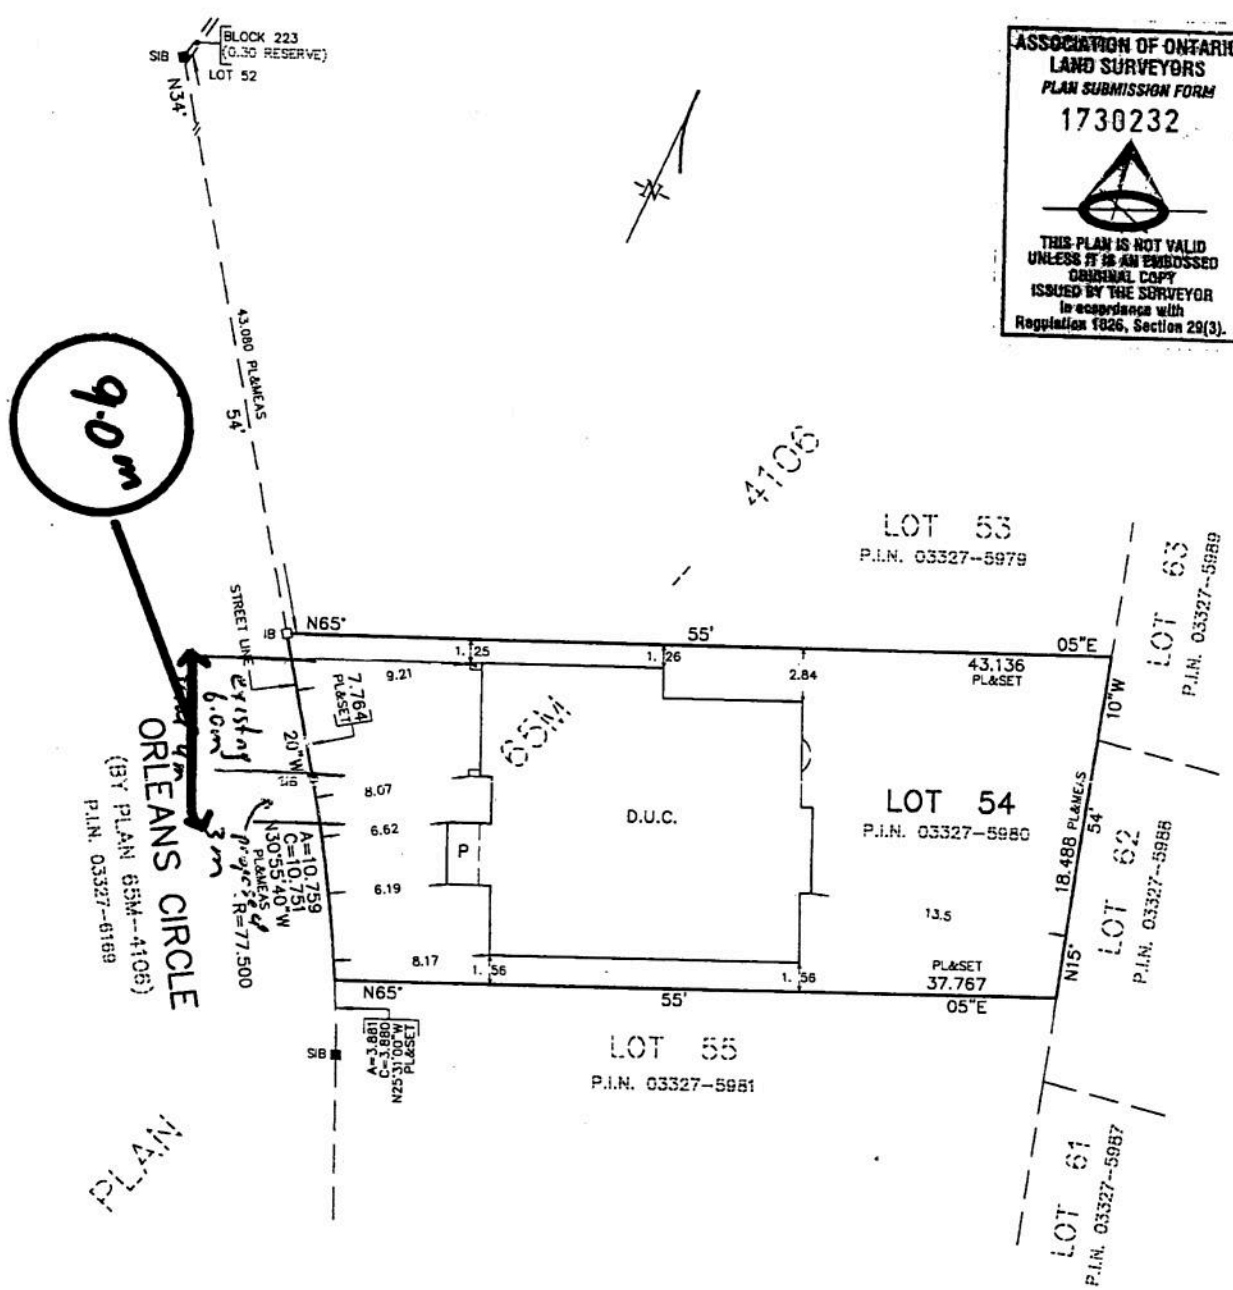 BLOCK 223
(0.30 RESERVE)
SIB
LOT 52
N34°
ASSOCIATION OF ONTARIO
LAND SURVEYORS
PLAN SUBMISSION FORM
1730232
THIS PLAN IS NOT VALID
UNLESS IT IS AN EMBOSSED
ORIGINAL COPY
ISSUED BY THE SURVEYOR
In accordance with
Regulation 1026, Section 29(3).
N
43.080 PL&MEAS
54'
9.0m
4106
LOT 53
P.I.N. 03327-5979
LOT 63
P.I.N. 03327-5989
STREET LINE
IB
N65°
55'
05"E
1.25
1.26
2.84
43.136
PL&SET
9.21
7.764
PL&SET
10"W
existing
6.0m
20"W
65M
SIB
8.07
6.62
P
6.19
8.17
D.U.C.
LOT 54
P.I.N. 03327-5980
18.488 PL&MEAS
54'
LOT 62
P.I.N. 03327-5988
3m
proposed
A=10.759
C=10.751
N30°55'40"W
PL&MEAS
R=77.500
ORLEANS CIRCLE
(BY PLAN 65M-4106)
P.I.N. 03327-6169
13.5
1.56
1.56
PL&SET
37.767
N15°
N65°
55'
05"E
A=3.881
C=3.880
N25°31'00"W
PL&SET
SIB
LOT 55
P.I.N. 03327-5981
PLAN
LOT 61
P.I.N. 03327-5987